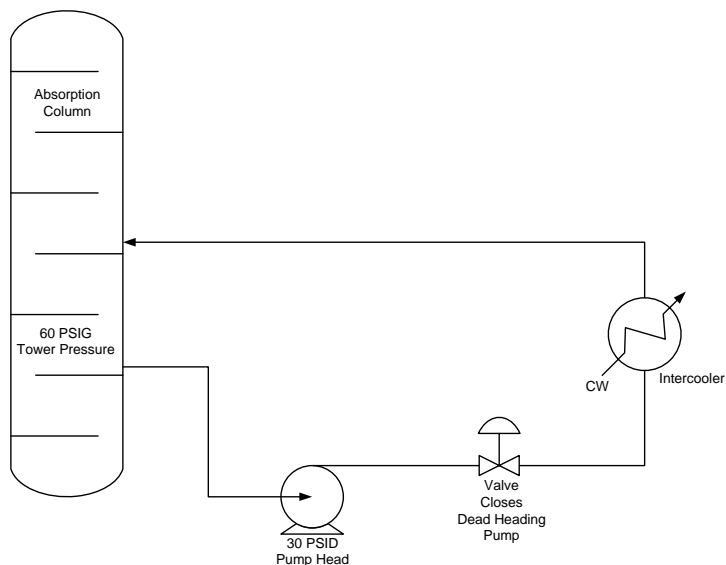 Absorption
Column
60 PSIG
Tower Pressure
CW
Intercooler
Valve
Closes
Dead Heading
Pump
30 PSID
Pump Head